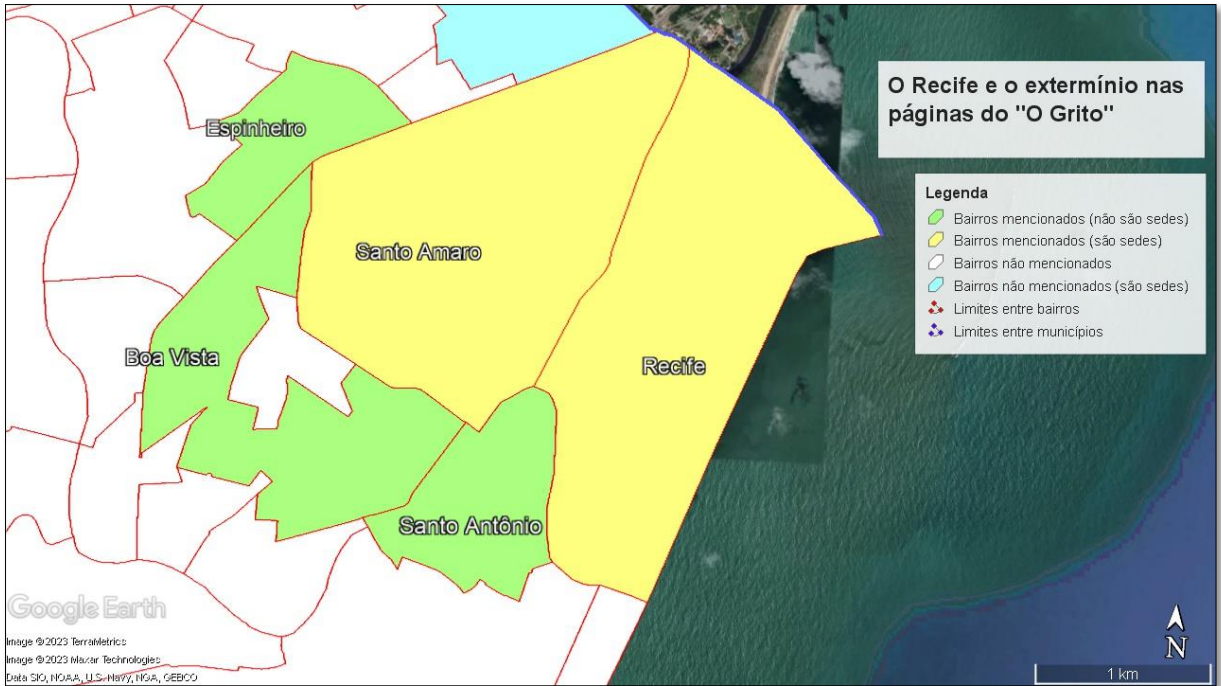 O Recife e o extermínio nas
páginas do "O Grito"
Legenda
Bairros mencionados (não são sedes)
Bairros mencionados (são sedes)
Bairros não mencionados
Bairros não mencionados (são sedes)
Limites entre bairros
Limites entre municípios
Espinheiro
Santo Amaro
Boa Vista
Recife
Santo Antônio
Google Earth
Image © 2023 TerraMetrics
Image © 2023 Maxar Technologies
Data SIO, NOAA, U.S. Navy, NGA, GEBCO
N
1 km